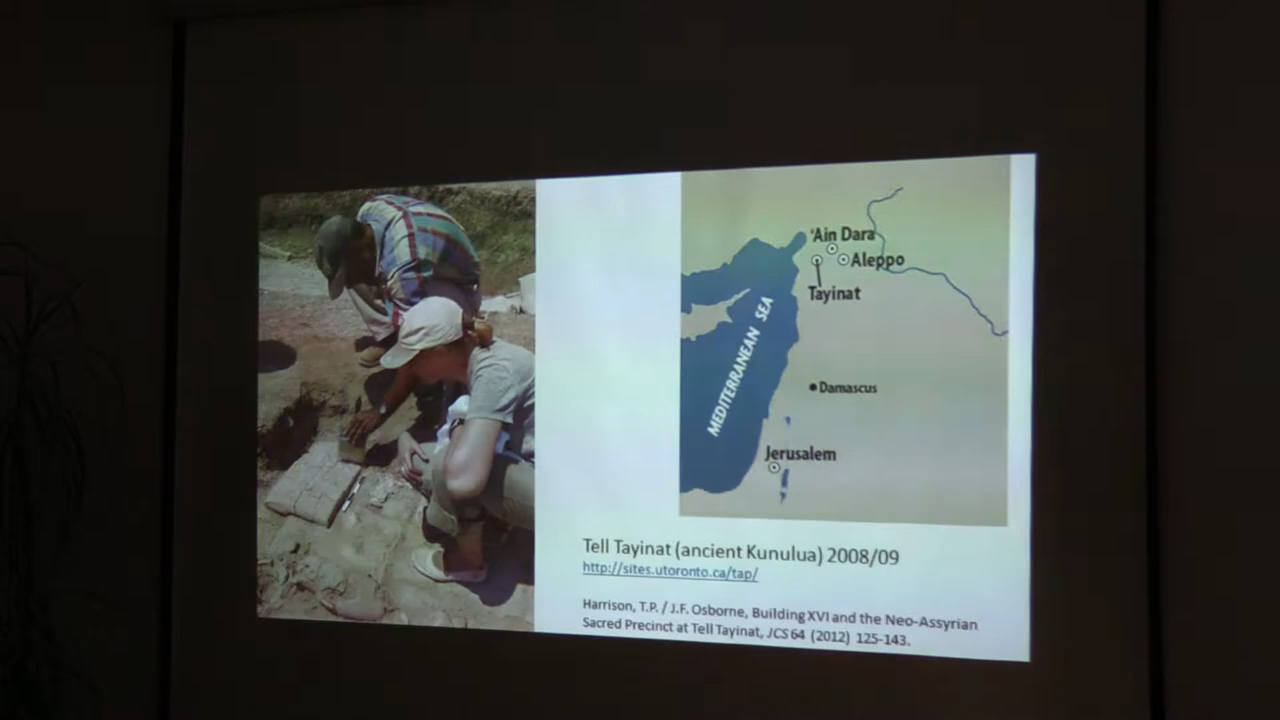 'Ain Dara
Aleppo
Tayinat
MEDITERRANEAN SEA
Damascus
Jerusalem
Tell Tayinat (ancient Kunulua) 2008/09
http://sites.utoronto.ca/tap/
Harrison, T.P. / J.F. Osborne, Building XVI and the Neo-Assyrian
Sacred Precinct at Tell Tayinat, JCS 64 (2012) 125-143.